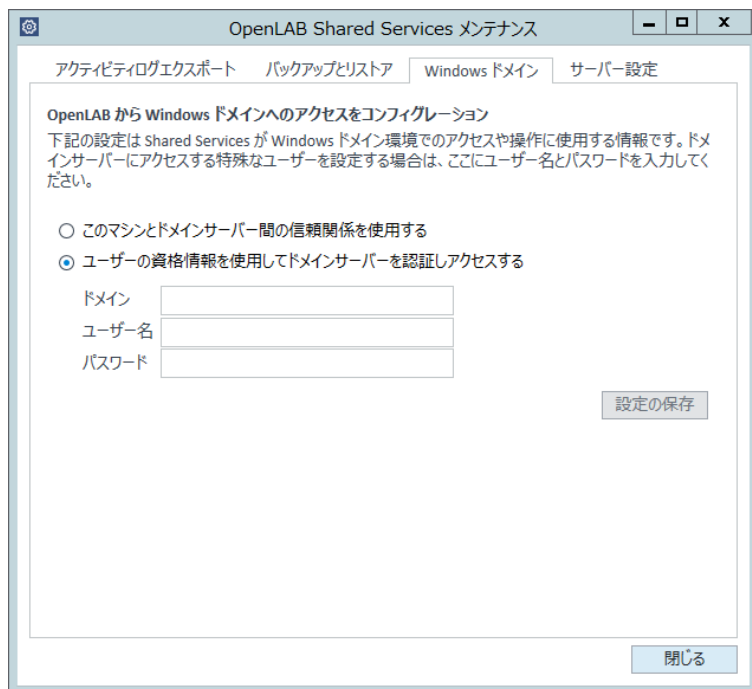 OpenLAB Shared Services メンテナンス
アクティビティログエクスポート バックアップとリストア Windows ドメイン サーバー設定
OpenLAB から Windows ドメインへのアクセスをコンフィグレーション
下記の設定は Shared Services が Windows ドメイン環境でのアクセスや操作に使用する情報です。ドメ
インサーバーにアクセスする特殊なユーザーを設定する場合は、ここにユーザー名とパスワードを入力してく
ださい。
このマシンとドメインサーバー間の信頼関係を使用する
ユーザーの資格情報を使用してドメインサーバーを認証しアクセスする
ドメイン
ユーザー名
パスワード
設定の保存
閉じる